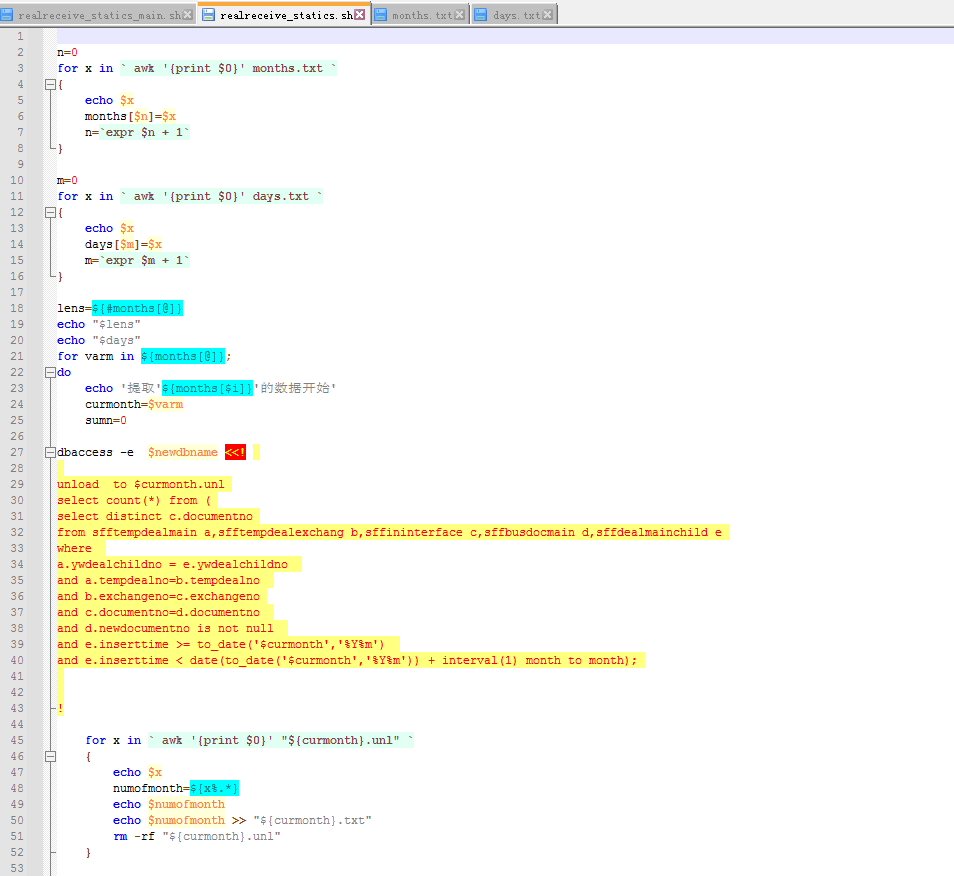 realreceive_statics_main.sh realreceive_statics.sh months.txt days.txt
1
2 n=0
3 for x in ` awk '{print $0}' months.txt `
4 {
5 echo $x
6 months[$n]=$x
7 n=`expr $n + 1`
8 }
9
10 m=0
11 for x in ` awk '{print $0}' days.txt `
12 {
13 echo $x
14 days[$m]=$x
15 m=`expr $m + 1`
16 }
17
18 lens=${#months[@]}
19 echo "$lens"
20 echo "$days"
21 for varm in ${months[@]};
22 do
23 echo '提取'${months[$i]}'的数据开始'
24 curmonth=$varm
25 sumn=0
26
27 dbaccess -e  $newdbname <<!
28
29 unload  to $curmonth.unl
30 select count(*) from (
31 select distinct c.documentno
32 from sfftempdealmain a,sfftempdealexchang b,sffininterface c,sffbusdocmain d,sffdealmainchild e
33 where
34 a.ywdealchildno = e.ywdealchildno
35 and a.tempdealno=b.tempdealno
36 and b.exchangeno=c.exchangeno
37 and c.documentno=d.documentno
38 and d.newdocumentno is not null
39 and e.inserttime >= to_date('$curmonth','%Y%m')
40 and e.inserttime < date(to_date('$curmonth','%Y%m')) + interval(1) month to month);
41
42
43 !
44
45 for x in ` awk '{print $0}' "${curmonth}.unl" `
46 {
47 echo $x
48 numofmonth=${x%.*}
49 echo $numofmonth
50 echo $numofmonth >> "${curmonth}.txt"
51 rm -rf "${curmonth}.unl"
52 }
53